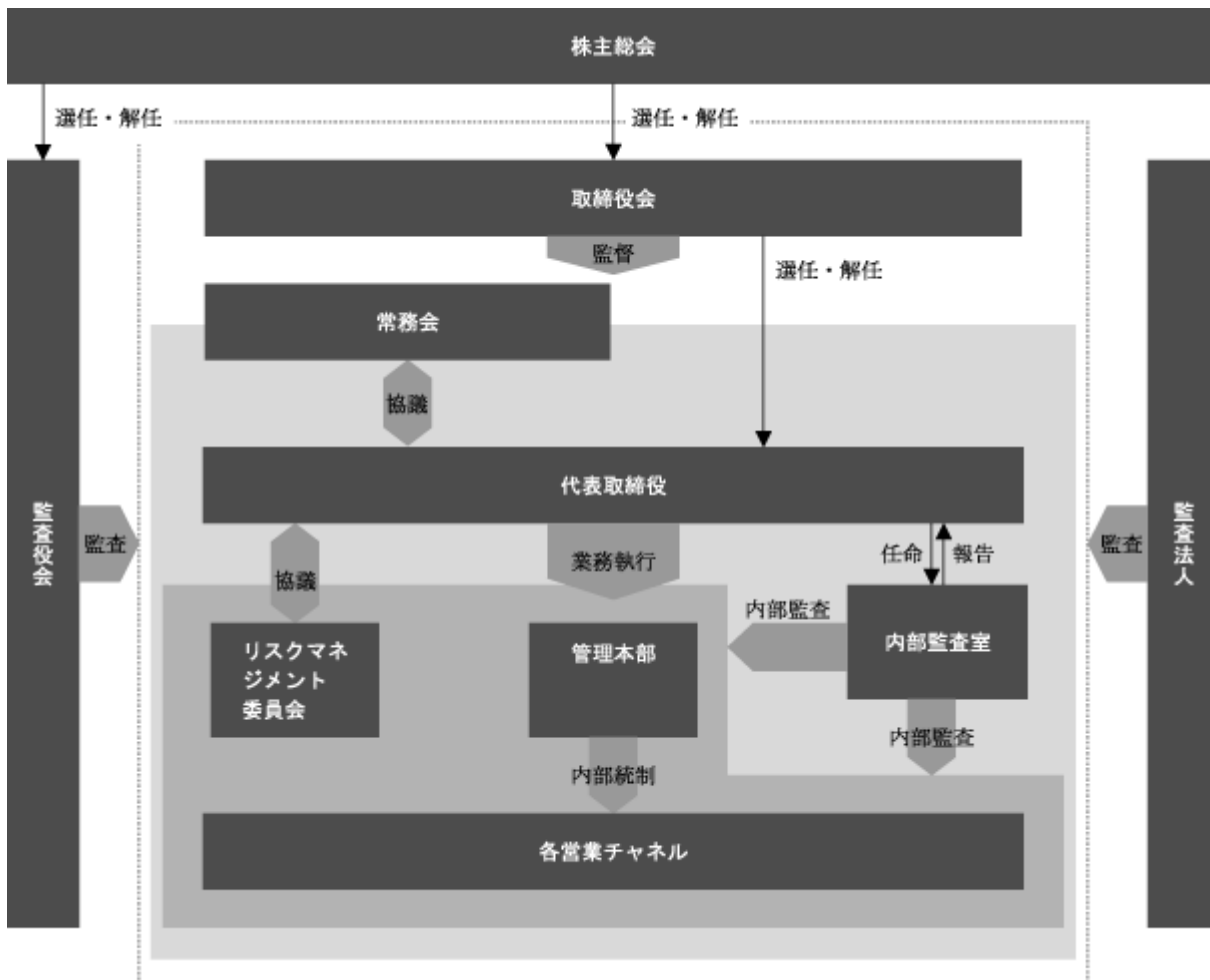 株主総会
選任・解任
選任・解任
取締役会
監督
選任・解任
常務会
協議
代表取締役
監査役会
監査
監査
監査法人
協議
業務執行
任命
報告
リスクマネ
ジメント
委員会
管理本部
内部監査
内部監査室
内部監査
内部統制
各営業チャネル